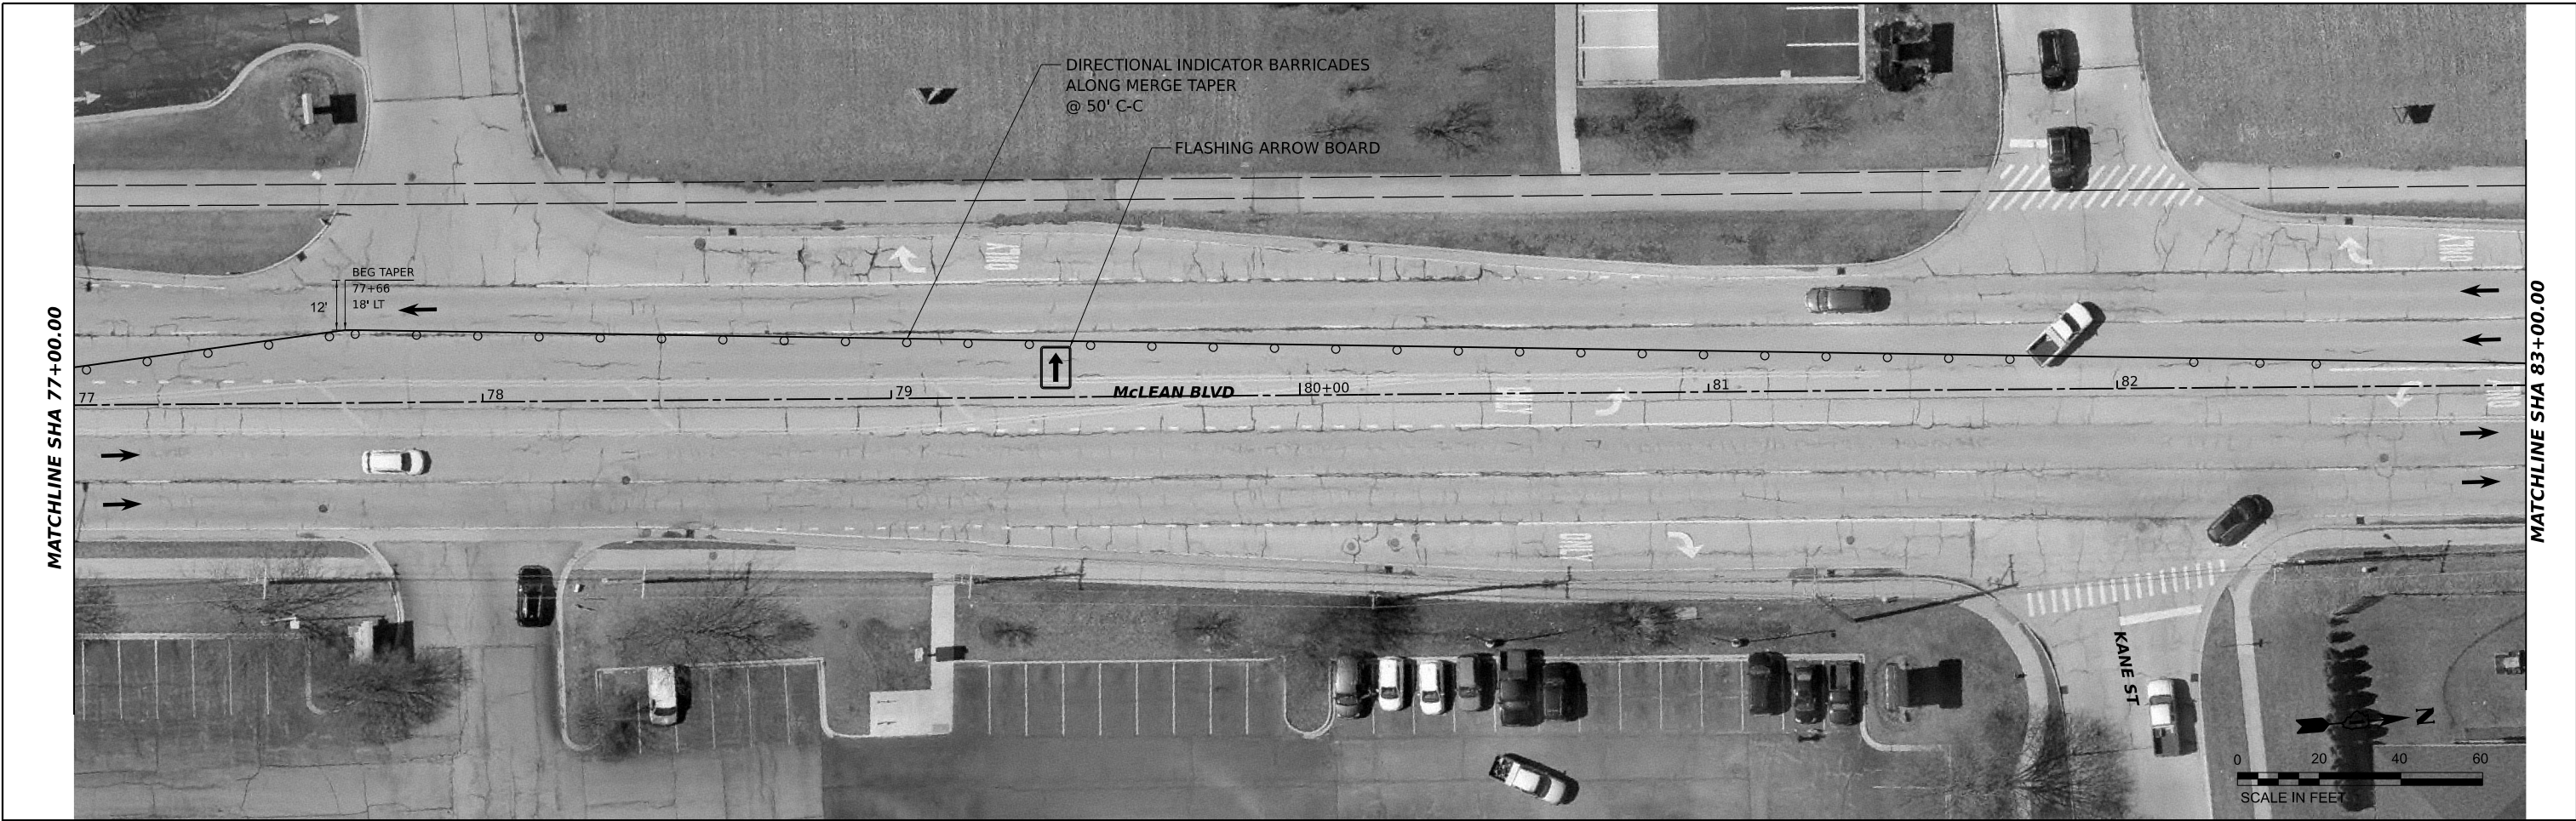 DIRECTIONAL INDICATOR BARRICADES
ALONG MERGE TAPER
@ 50' C-C
FLASHING ARROW BOARD
ONLY
ONLY
BEG TAPER
77+66
18' LT
12'
MATCHLINE SHA 77+00.00
MATCHLINE SHA 83+00.00
77
78
79
McLEAN BLVD
80+00
81
82
ONLY
ONLY
ONLY
KANE ST
N
0 20 40 60
SCALE IN FEET